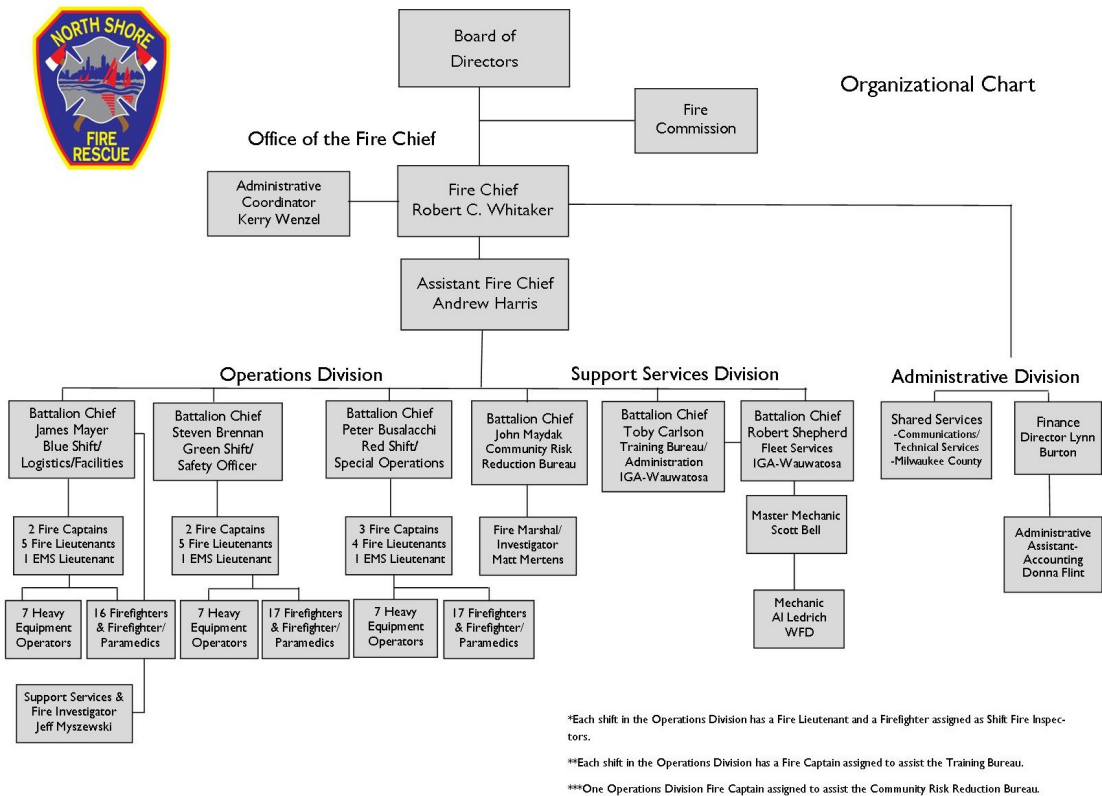 NORTH SHORE
FIRE
RESCUE
Board of
Directors
Organizational Chart
Fire
Commission
Office of the Fire Chief
Administrative
Coordinator
Kerry Wenzel
Fire Chief
Robert C. Whitaker
Assistant Fire Chief
Andrew Harris
Operations Division
Support Services Division
Administrative Division
Battalion Chief
James Mayer
Blue Shift/
Logistics/Facilities
Battalion Chief
Steven Brennan
Green Shift/
Safety Officer
Battalion Chief
Peter Busalacchi
Red Shift/
Special Operations
Battalion Chief
John Maydak
Community Risk
Reduction Bureau
Battalion Chief
Toby Carlson
Training Bureau/
Administration
IGA-Wauwatosa
Battalion Chief
Robert Shepherd
Fleet Services
IGA-Wauwatosa
Shared Services
-Communications/
Technical Services
-Milwaukee County
Finance
Director Lynn
Burton
2 Fire Captains
5 Fire Lieutenants
1 EMS Lieutenant
2 Fire Captains
5 Fire Lieutenants
1 EMS Lieutenant
3 Fire Captains
4 Fire Lieutenants
1 EMS Lieutenant
Fire Marshal/
Investigator
Matt Mertens
Master Mechanic
Scott Bell
Administrative
Assistant-
Accounting
Donna Flint
7 Heavy
Equipment
Operators
16 Firefighters
& Firefighter/
Paramedics
7 Heavy
Equipment
Operators
17 Firefighters
& Firefighter/
Paramedics
7 Heavy
Equipment
Operators
17 Firefighters
& Firefighter/
Paramedics
Mechanic
Al Ledrich
WFD
Support Services &
Fire Investigator
Jeff Myszewski
*Each shift in the Operations Division has a Fire Lieutenant and a Firefighter assigned as Shift Fire Inspec-
tors.
**Each shift in the Operations Division has a Fire Captain assigned to assist the Training Bureau.
***One Operations Division Fire Captain assigned to assist the Community Risk Reduction Bureau.